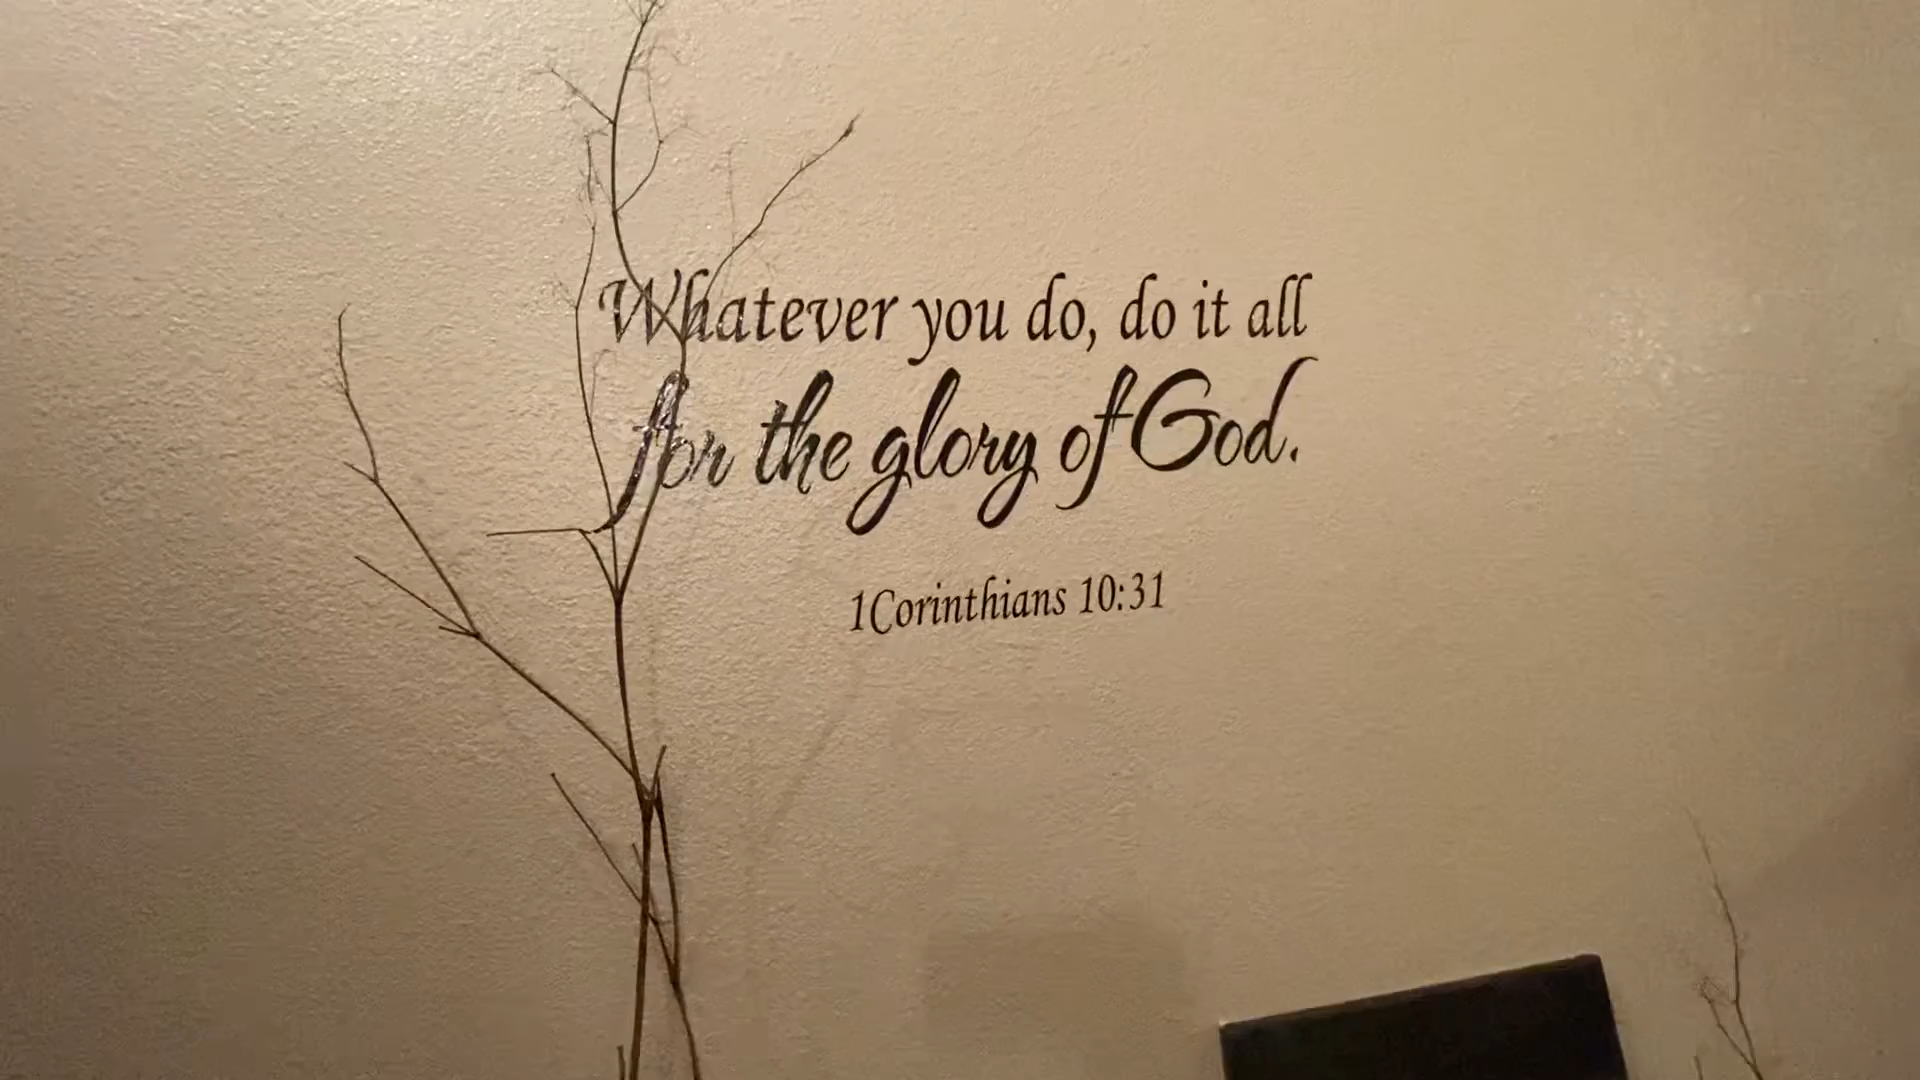 Whatever you do, do it all
for the glory of God.
1Corinthians 10:31